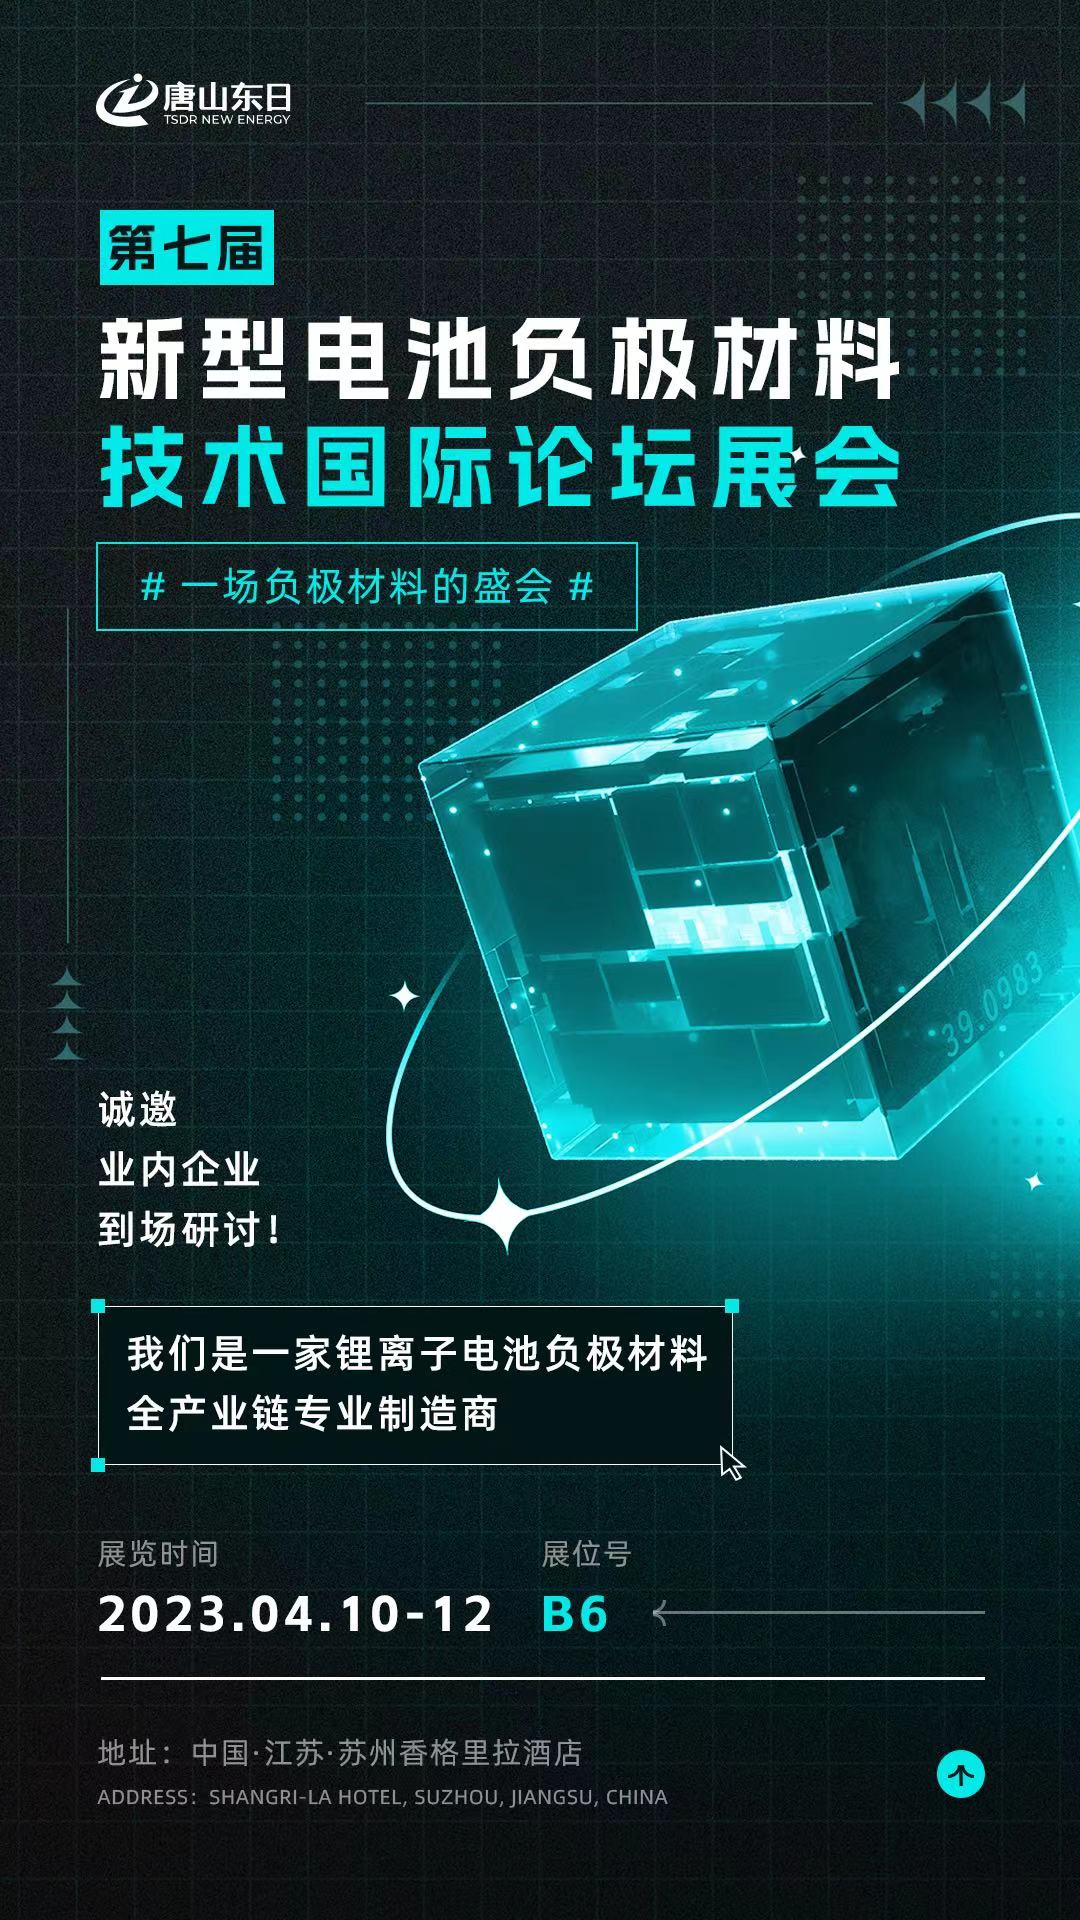 唐山东日
TSDR NEW ENERGY
第七届
新型电池负极材料
技术国际论坛展会
# 一场负极材料的盛会 #
39.0983
诚邀
业内企业
到场研讨！
我们是一家锂离子电池负极材料
全产业链专业制造商
展览时间
2023.04.10-12
展位号
B6
地址：中国·江苏·苏州香格里拉酒店
ADDRESS：SHANGRI-LA HOTEL, SUZHOU, JIANGSU, CHINA